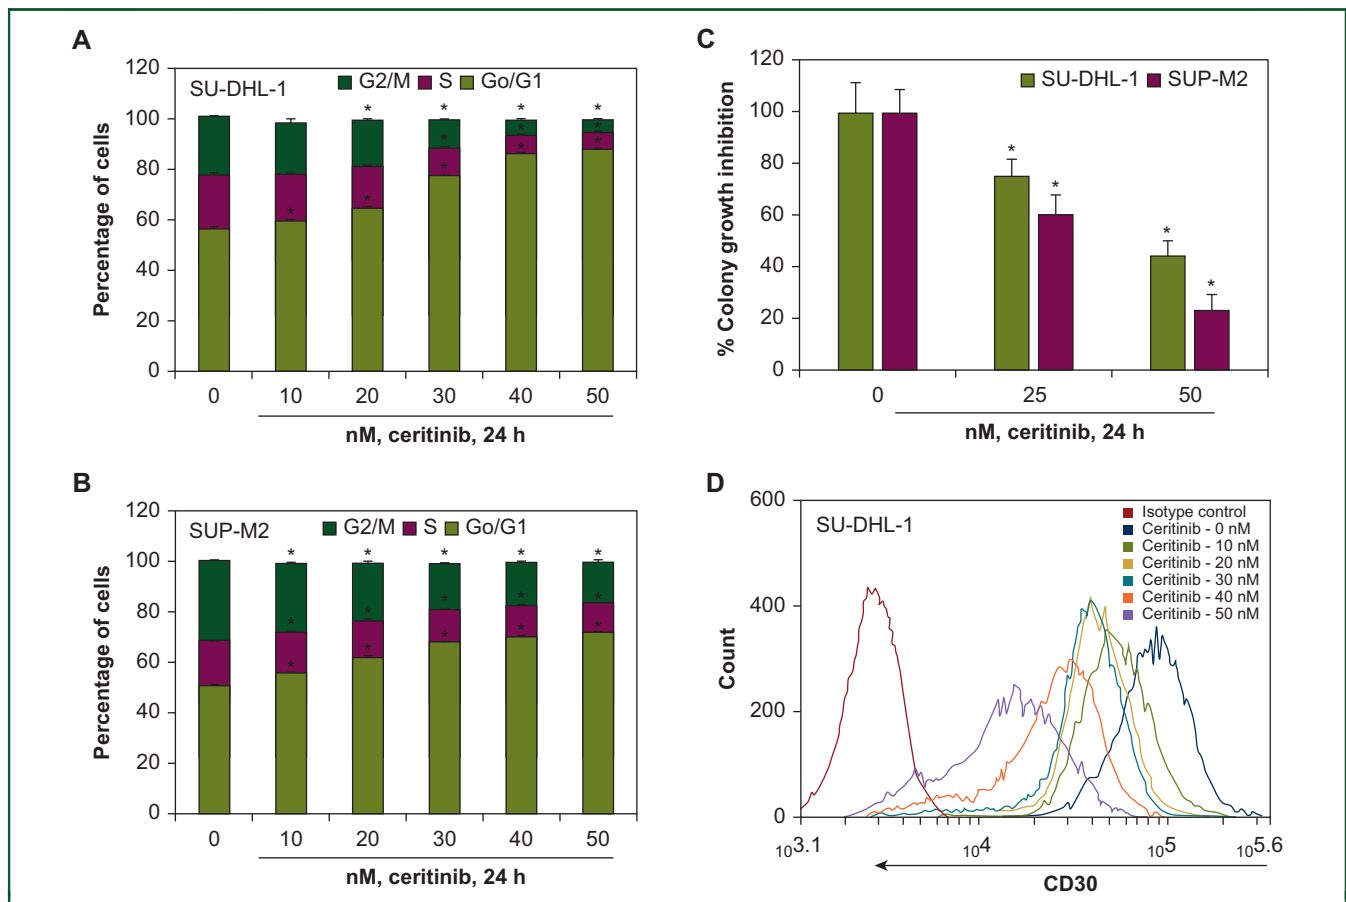 A
120
100
80
60
40
20
0
Percentage of cells
SU-DHL-1
G2/M S Go/G1
* * * *
* * *
* * * * *
0 10 20 30 40 50
nM, ceritinib, 24 h
B
120
100
80
60
40
20
0
Percentage of cells
SUP-M2
G2/M S Go/G1
* * * * *
* * * * *
* * * * *
0 10 20 30 40 50
nM, ceritinib, 24 h
C
120
100
80
60
40
20
0
% Colony growth inhibition
SU-DHL-1 SUP-M2
* *
* *
0 25 50
nM, ceritinib, 24 h
D
600
400
200
0
Count
SU-DHL-1
Isotype control
Ceritinib - 0 nM
Ceritinib - 10 nM
Ceritinib - 20 nM
Ceritinib - 30 nM
Ceritinib - 40 nM
Ceritinib - 50 nM
10^3.1 10^4 10^5 10^5.6
CD30